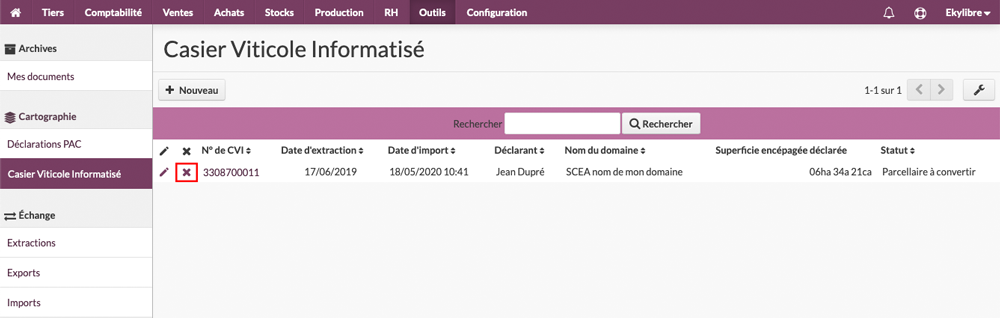 Tiers Comptabilité Ventes Achats Stocks Production RH Outils Configuration Ekylibre
Archives
Mes documents
Cartographie
Déclarations PAC
Casier Viticole Informatisé
Échange
Extractions
Exports
Imports
Casier Viticole Informatisé
Nouveau 1-1 sur 1
Rechercher Rechercher
N° de CVI Date d'extraction Date d'import Déclarant Nom du domaine Superficie encépagée déclarée Statut
3308700011 17/06/2019 18/05/2020 10:41 Jean Dupré SCEA nom de mon domaine 06ha 34a 21ca Parcellaire à convertir